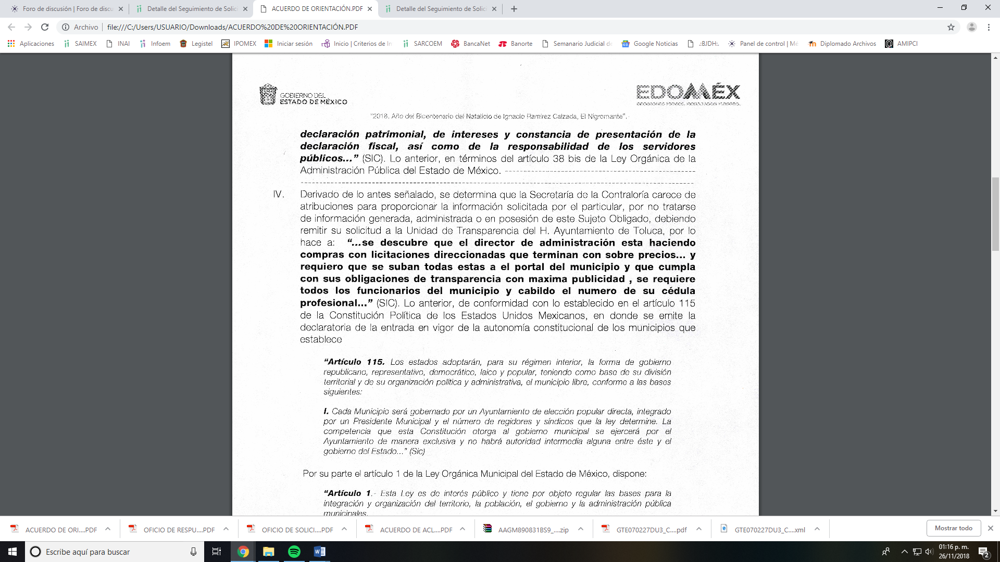 Foro de discusión | Foro de discu
Detalle del Seguimiento de Solici
ACUERDO DE ORIENTACIÓN.PDF
Detalle del Seguimiento de Solici
Archivo
file:///C:/Users/USUARIO/Downloads/ACUERDO%20DE%20ORIENTACIÓN.PDF
Aplicaciones
SAIMEX
INAI
Infoem
Legistel
IPOMEX
Iniciar sesión
Inicio | Criterios de In
SARCOEM
BancaNet
Banorte
Semanario Judicial de
Google Noticias
.:BJDH:.
Panel de control | Mé
Diplomado Archivos
AMIPCI
GOBIERNO DEL
ESTADO DE MÉXICO
EDOMÉX
DECISIONES FIRMES, RESULTADOS FUERTES.
"2018. Año del Bicentenario del Natalicio de Ignacio Ramírez Calzada, El Nigromante".
declaración patrimonial, de intereses y constancia de presentación de la
declaración fiscal, así como de la responsabilidad de los servidores
públicos..." (SIC). Lo anterior, en términos del artículo 38 bis de la Ley Orgánica de la
Administración Pública del Estado de México.
IV. Derivado de lo antes señalado, se determina que la Secretaría de la Contraloría carece de
atribuciones para proporcionar la información solicitada por el particular, por no tratarse
de información generada, administrada o en posesión de este Sujeto Obligado, debiendo
remitir su solicitud a la Unidad de Transparencia del H. Ayuntamiento de Toluca, por lo
hace a: "...se descubre que el director de administración esta haciendo
compras con licitaciones direccionadas que terminan con sobre precios... y
requiero que se suban todas estas a el portal del municipio y que cumpla
con sus obligaciones de transparencia con maxima publicidad , se requiere
todos los funcionarios del municipio y cabildo el numero de su cédula
profesional..." (SIC). Lo anterior, de conformidad con lo establecido en el artículo 115
de la Constitución Política de los Estados Unidos Mexicanos, en donde se emite la
declaratoria de la entrada en vigor de la autonomía constitucional de los municipios que
establece
"Artículo 115. Los estados adoptarán, para su régimen interior, la forma de gobierno
republicano, representativo, democrático, laico y popular, teniendo como base de su división
territorial y de su organización política y administrativa, el municipio libre, conforme a las bases
siguientes:
I. Cada Municipio será gobernado por un Ayuntamiento de elección popular directa, integrado
por un Presidente Municipal y el número de regidores y síndicos que la ley determine. La
competencia que esta Constitución otorga al gobierno municipal se ejercerá por el
Ayuntamiento de manera exclusiva y no habrá autoridad intermedia alguna entre éste y el
gobierno del Estado..." (Sic)
Por su parte el artículo 1 de la Ley Orgánica Municipal del Estado de México, dispone:
"Artículo 1.- Esta Ley es de interés público y tiene por objeto regular las bases para la
integración y organización del territorio, la población, el gobierno y la administración pública
municipales.
ACUERDO DE ORI....PDF
OFICIO DE RESPU....PDF
OFICIO DE SOLICI....PDF
ACUERDO DE ACL....PDF
AAGM890831BS9_....zip
GTE070227DU3_C....pdf
GTE070227DU3_C....xml
Mostrar todo
Escribe aquí para buscar
01:16 p. m.
26/11/2018
2